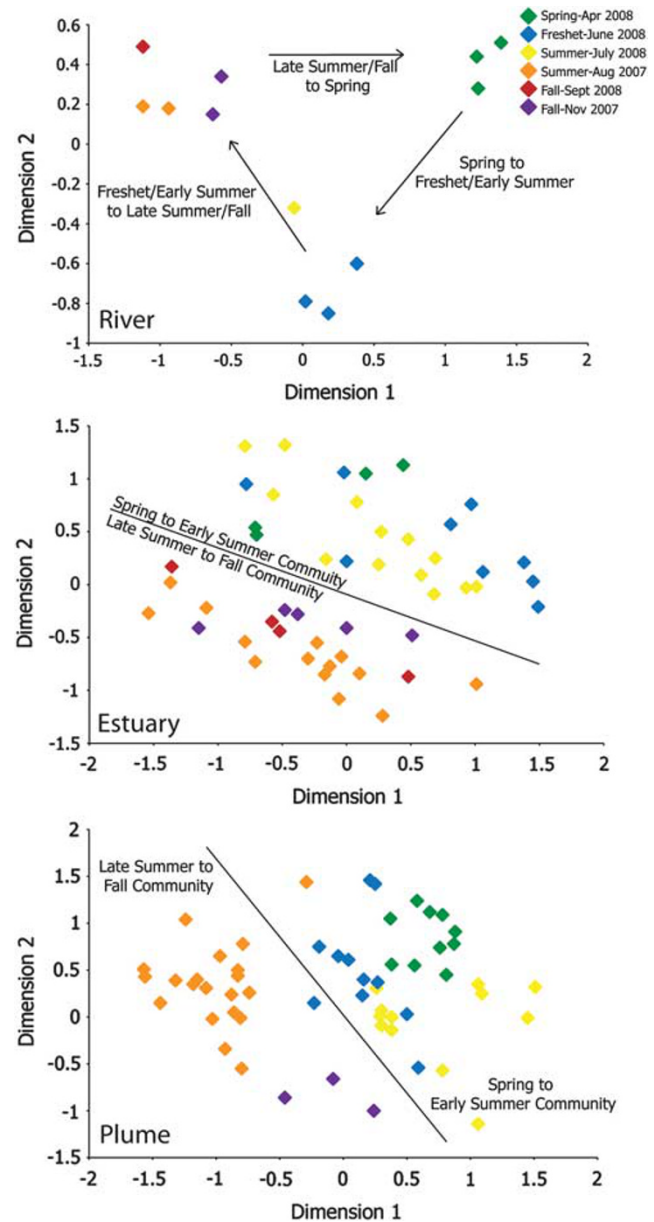 Spring-Apr 2008
Freshet-June 2008
Summer-July 2008
Summer-Aug 2007
Fall-Sept 2008
Fall-Nov 2007
0.6
0.4
0.2
0
-0.2
-0.4
-0.6
-0.8
-1
Dimension 2
Late Summer/Fall
to Spring
Spring to
Freshet/Early Summer
Freshet/Early Summer
to Late Summer/Fall
River
-1.5
-1
-0.5
0
0.5
1
1.5
2
Dimension 1
1.5
1
0.5
0
-0.5
-1
-1.5
Dimension 2
Spring to Early Summer Commuity
Late Summer to Fall Community
Estuary
-2
-1.5
-1
-0.5
0
0.5
1
1.5
2
Dimension 1
2
1.5
1
0.5
0
-0.5
-1
1.5
Dimension 2
Late Summer to
Fall Community
Spring to
Early Summer Community
Plume
-2
-1.5
-1
-0.5
0
0.5
1
1.5
2
Dimension 1